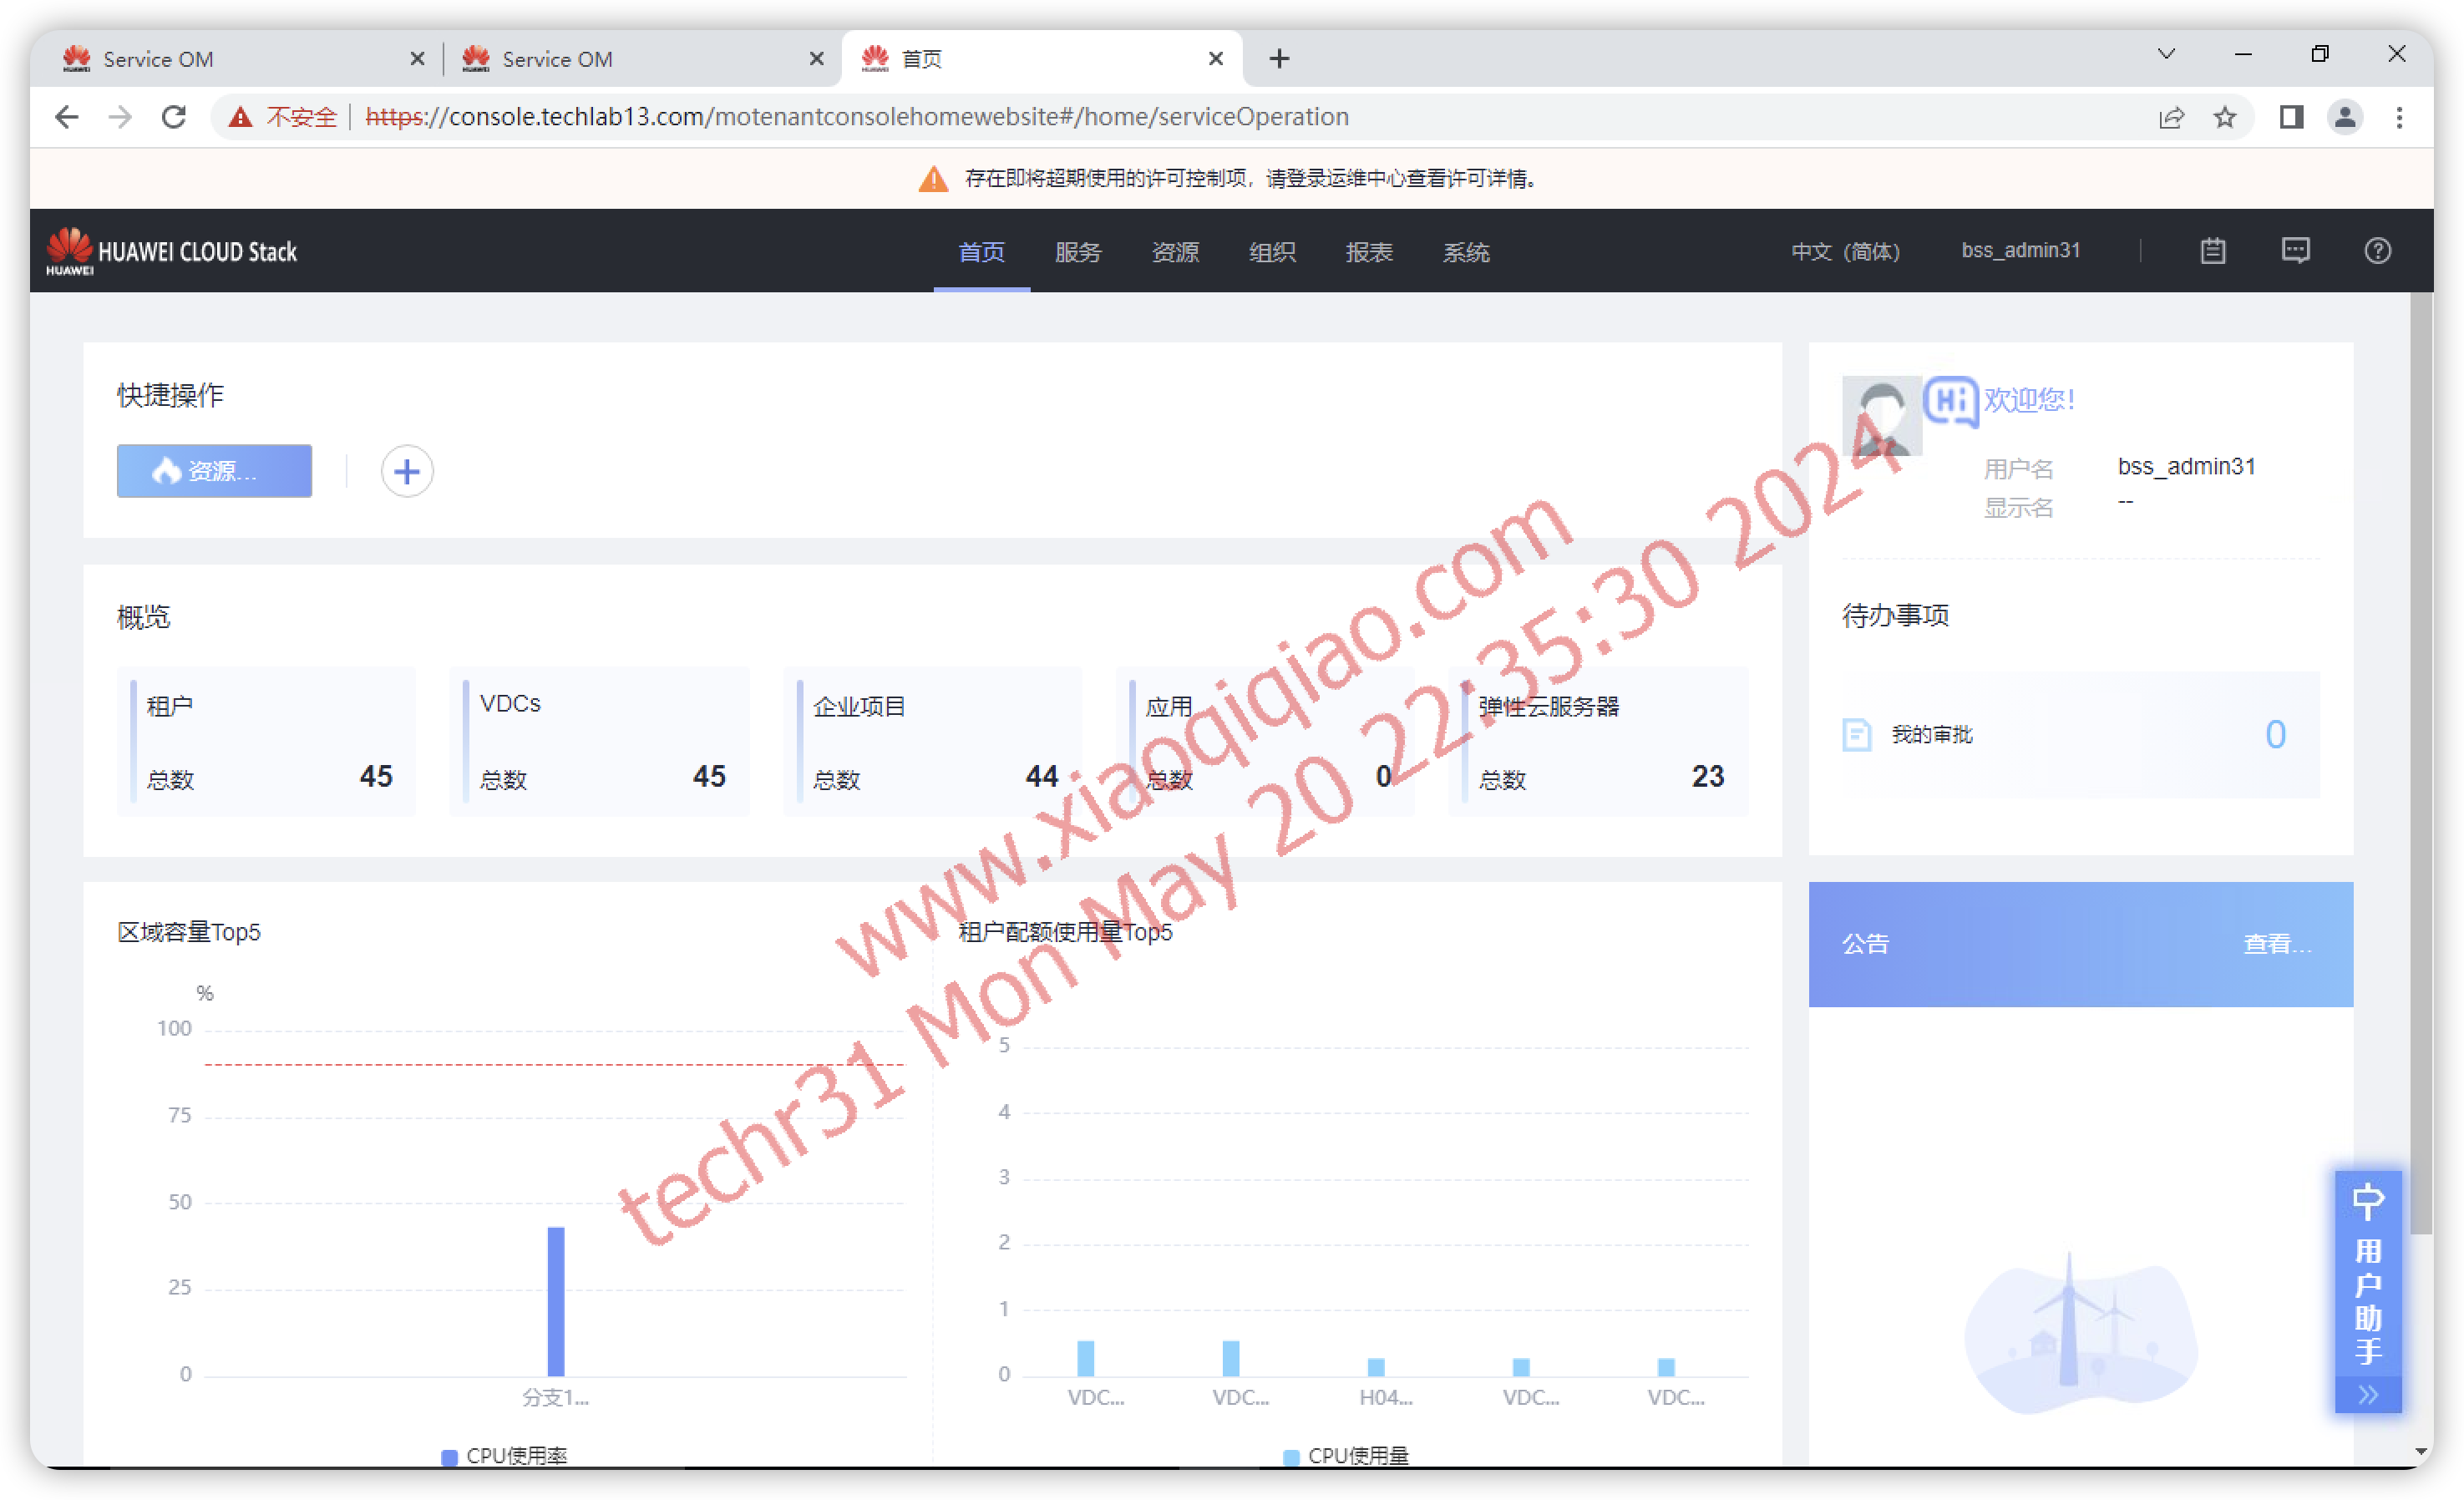 Service OM
Service OM
首页
不安全
https://console.techlab13.com/motenantconsolehomewebsite#/home/serviceOperation
存在即将超期使用的许可控制项，请登录运维中心查看许可详情。
HUAWEI
HUAWEI CLOUD Stack
首页 服务 资源 组织 报表 系统
中文（简体） bss_admin31
快捷操作
资源...
Hi 欢迎您!
用户名 bss_admin31
显示名 --
概览
租户
总数 45
VDCs
总数 45
企业项目
总数 44
应用
总数 0
弹性云服务器
总数 23
待办事项
我的审批 0
区域容量Top5
%
100
75
50
25
0
分支1...
CPU使用率
租户配额使用量Top5
5
4
3
2
1
0
VDC... VDC... H04... VDC... VDC...
CPU使用量
公告 查看...
用户助手
www.xiaoqiqiao.com
techr31 Mon May 20 22:35:30 2024